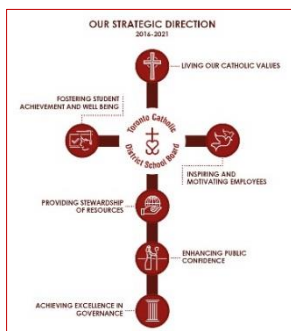 OUR STRATEGIC DIRECTION
2016-2021
LIVING OUR CATHOLIC VALUES
FOSTERING STUDENT
ACHIEVEMENT AND WELL BEING
Toronto Catholic
District School Board
INSPIRING AND
MOTIVATING EMPLOYEES
PROVIDING STEWARDSHIP
OF RESOURCES
ENHANCING PUBLIC
CONFIDENCE
ACHIEVING EXCELLENCE IN
GOVERNANCE